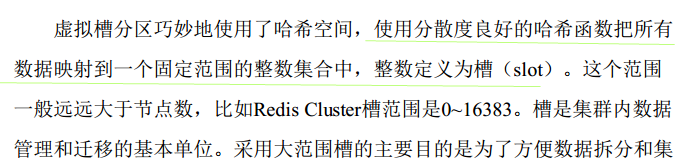 虚拟槽分区巧妙地使用了哈希空间，使用分散度良好的哈希函数把所有
数据映射到一个固定范围的整数集合中，整数定义为槽（slot）。这个范围
一般远远大于节点数，比如Redis Cluster槽范围是0~16383。槽是集群内数据
管理和迁移的基本单位。采用大范围槽的主要目的是为了方便数据拆分和集